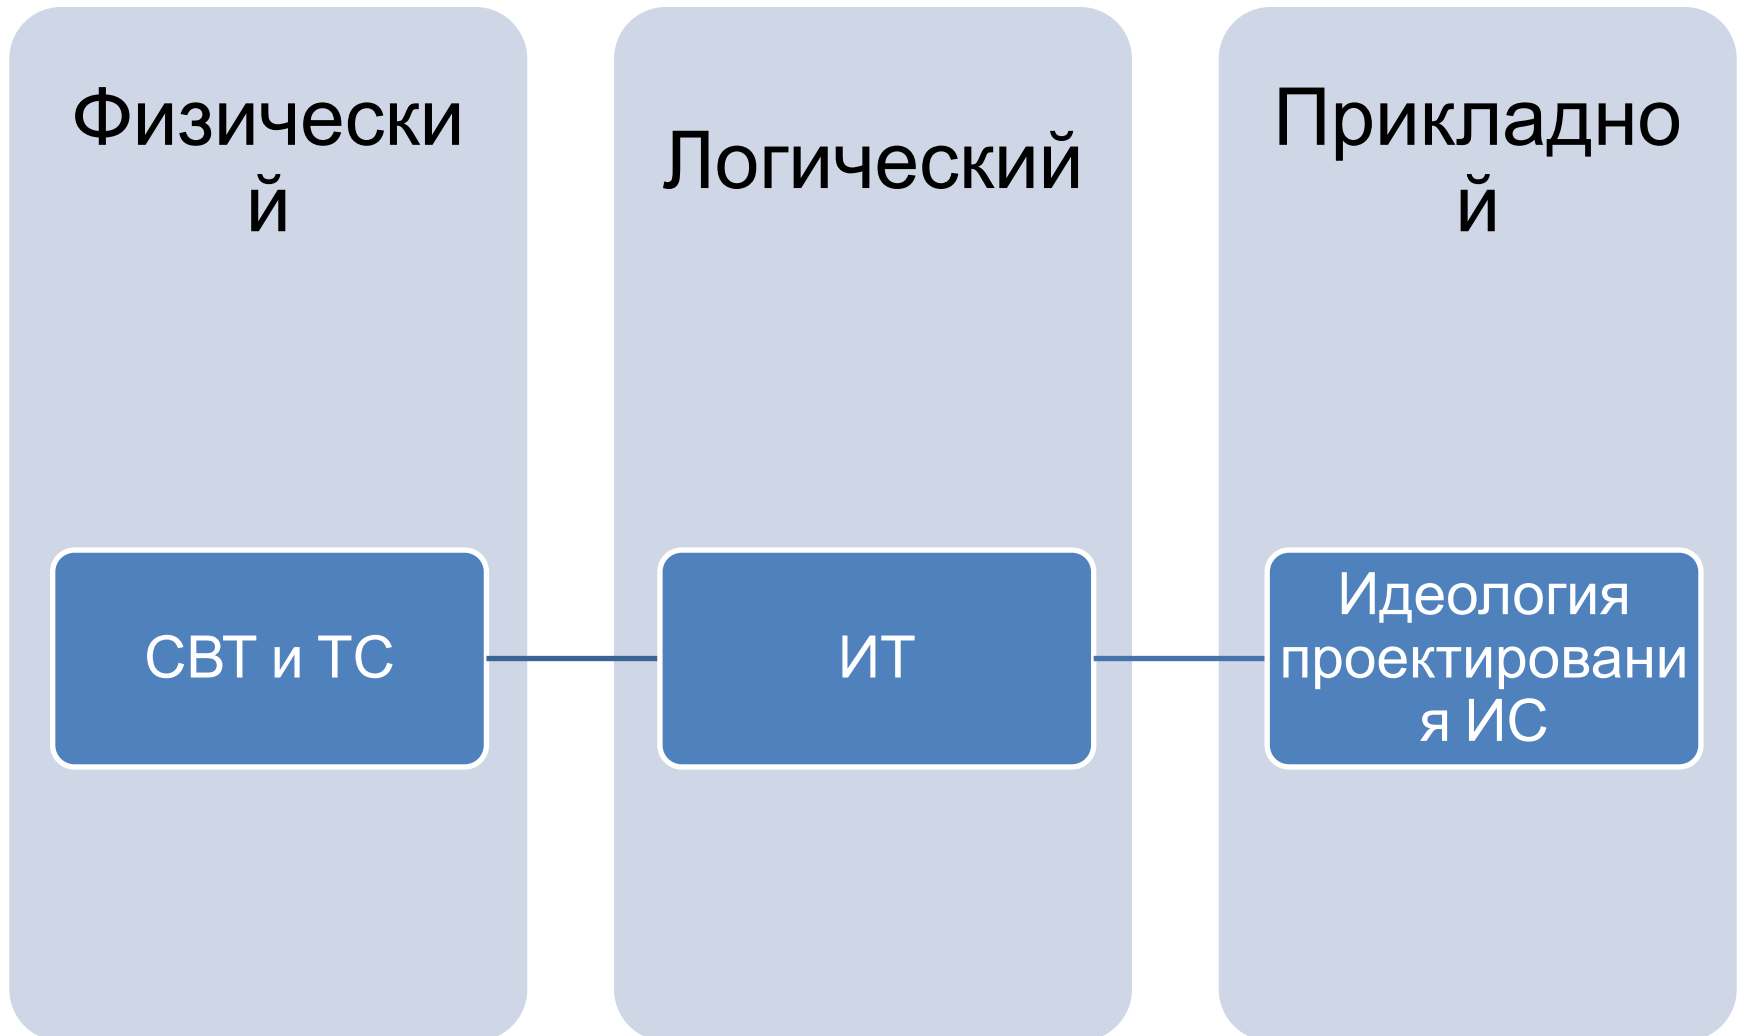 Физически
й
Логический
Прикладно
й
СВТ и ТС
ИТ
Идеология
проектировани
я ИС